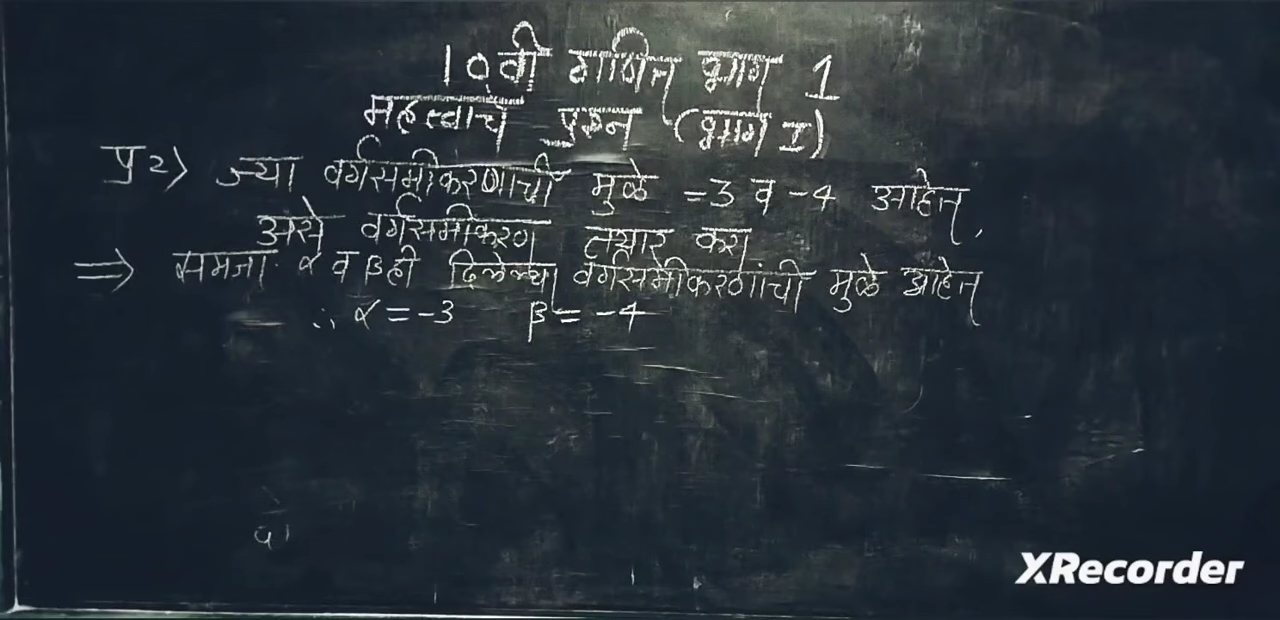 10वी गणित भाग 1
महत्वाचे प्रश्न (भाग I)
प्र 2) ज्या वर्गसमीकरणाची मुळे =3 व -4 आहेत,
असे वर्गसमीकरण तयार करा
⇒ समजा α व β ही दिलेल्या वर्गसमीकरणांची मुळे आहेत
∴ α = -3 β = -4
XRecorder